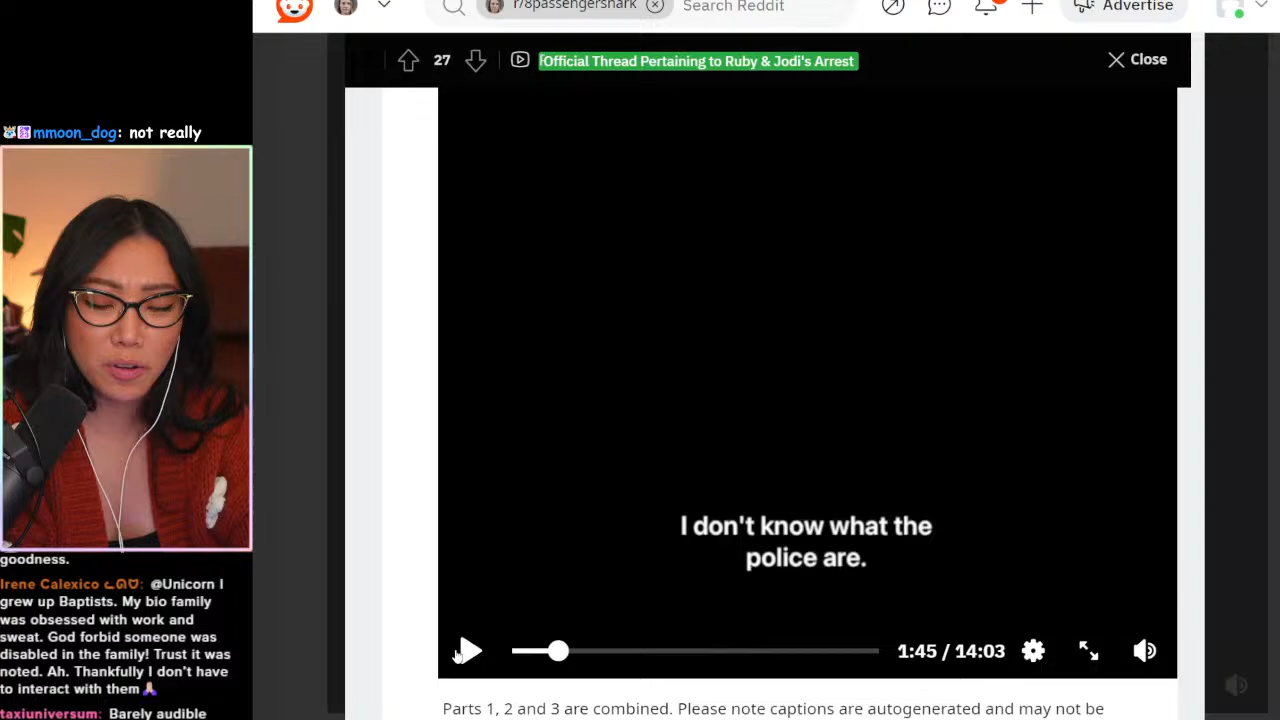 r/8passengersnark
Search Reddit
Advertise
27
Official Thread Pertaining to Ruby & Jodi's Arrest
Close
mmoon_dog: not really
I don't know what the
police are.
1:45 / 14:03
Parts 1, 2 and 3 are combined. Please note captions are autogenerated and may not be
goodness.
Irene Calexico ᓚᘏᗢ: @Unicorn I
grew up Baptists. My bio family
was obsessed with work and
sweat. God forbid someone was
disabled in the family! Trust it was
noted. Ah. Thankfully I don't have
to interact with them🙏🏻
taxiuniversum: Barely audible